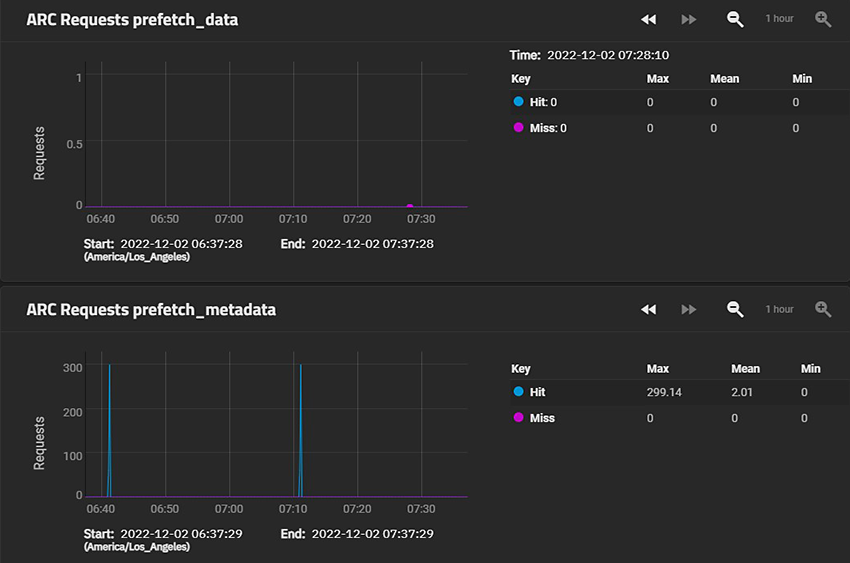 ARC Requests prefetch_data
1 hour
Time: 2022-12-02 07:28:10
Key Max Mean Min
Hit: 0 0 0 0
Miss: 0 0 0 0
Requests
1
0.5
0
06:40 06:50 07:00 07:10 07:20 07:30
Start: 2022-12-02 06:37:28 End: 2022-12-02 07:37:28
(America/Los_Angeles)
ARC Requests prefetch_metadata
1 hour
Key Max Mean Min
Hit 299.14 2.01 0
Miss 0 0 0
Requests
300
200
100
0
06:40 06:50 07:00 07:10 07:20 07:30
Start: 2022-12-02 06:37:29 End: 2022-12-02 07:37:29
(America/Los_Angeles)